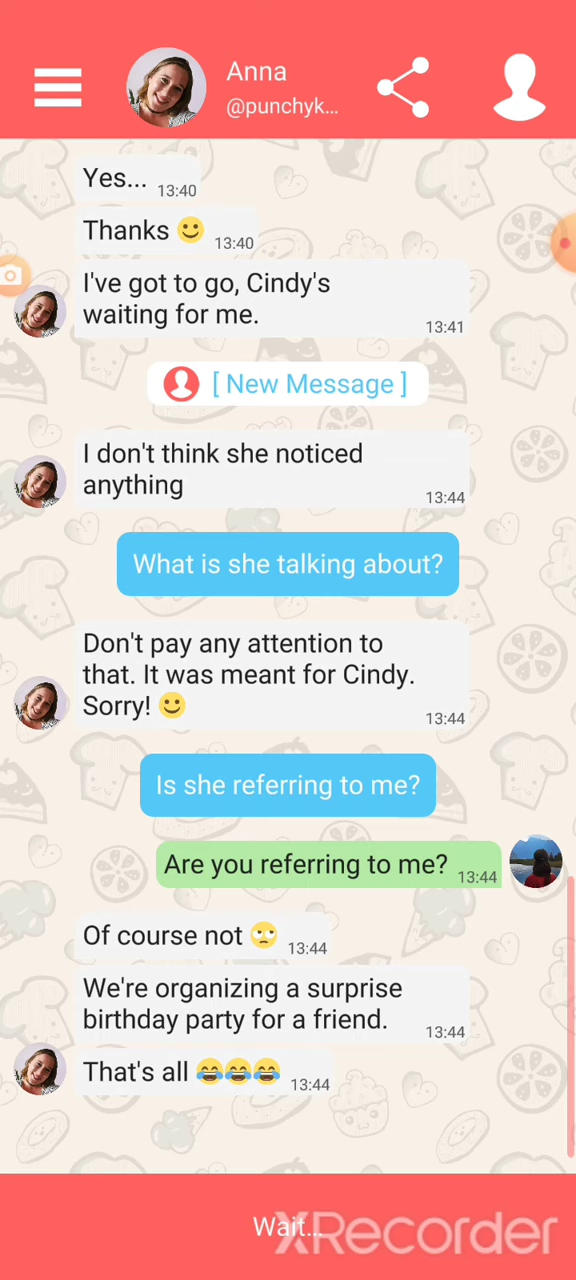 Anna
@punchyk...
Yes... 13:40
Thanks 🙂 13:40
I've got to go, Cindy's
waiting for me. 13:41
[ New Message ]
I don't think she noticed
anything 13:44
What is she talking about?
Don't pay any attention to
that. It was meant for Cindy.
Sorry! 🙂 13:44
Is she referring to me?
Are you referring to me? 13:44
Of course not 🙄 13:44
We're organizing a surprise
birthday party for a friend. 13:44
That's all 😂😂😂 13:44
Wait...
XRecorder